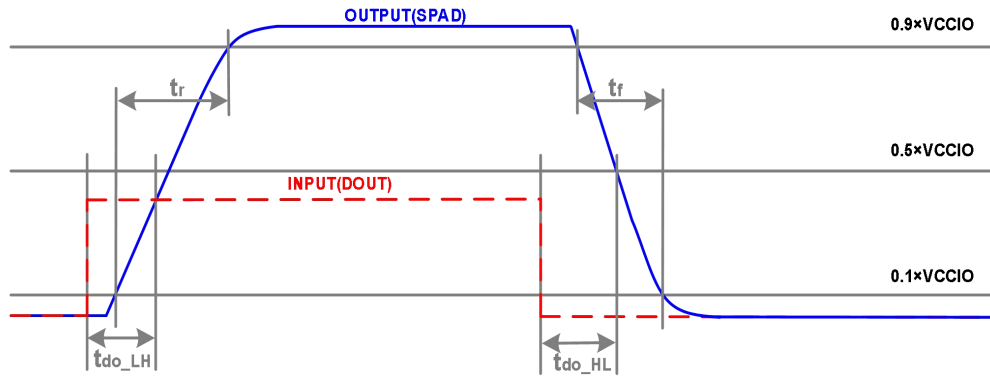 OUTPUT(SPAD)
0.9×VCCIO
tr
tf
0.5×VCCIO
INPUT(DOUT)
0.1×VCCIO
tdo_LH
tdo_HL